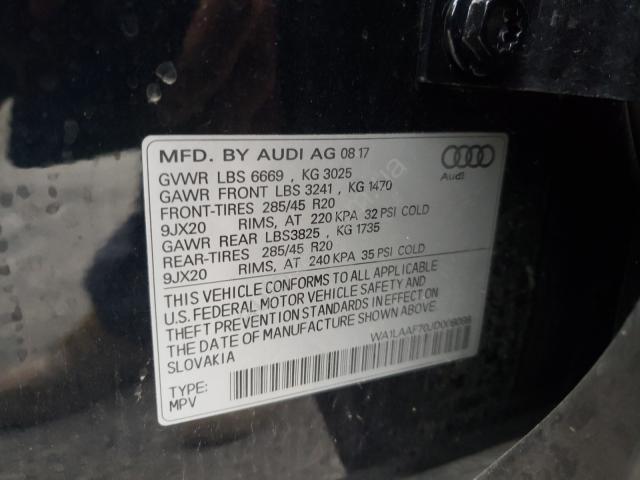 MFD. BY AUDI AG 08 17
Audi
GVWR LBS 6669 , KG 3025
GAWR FRONT LBS 3241 , KG 1470
FRONT-TIRES 285/45 R20
9JX20 RIMS, AT 220 KPA 32 PSI COLD
GAWR REAR LBS3825 , KG 1735
REAR-TIRES 285/45 R20
9JX20 RIMS, AT 240 KPA 35 PSI COLD
THIS VEHICLE CONFORMS TO ALL APPLICABLE
U.S. FEDERAL MOTOR VEHICLE SAFETY AND
THEFT PREVENTION STANDARDS IN EFFECT ON
THE DATE OF MANUFACTURE SHOWN ABOVE
SLOVAKIA
TYPE:
MPV